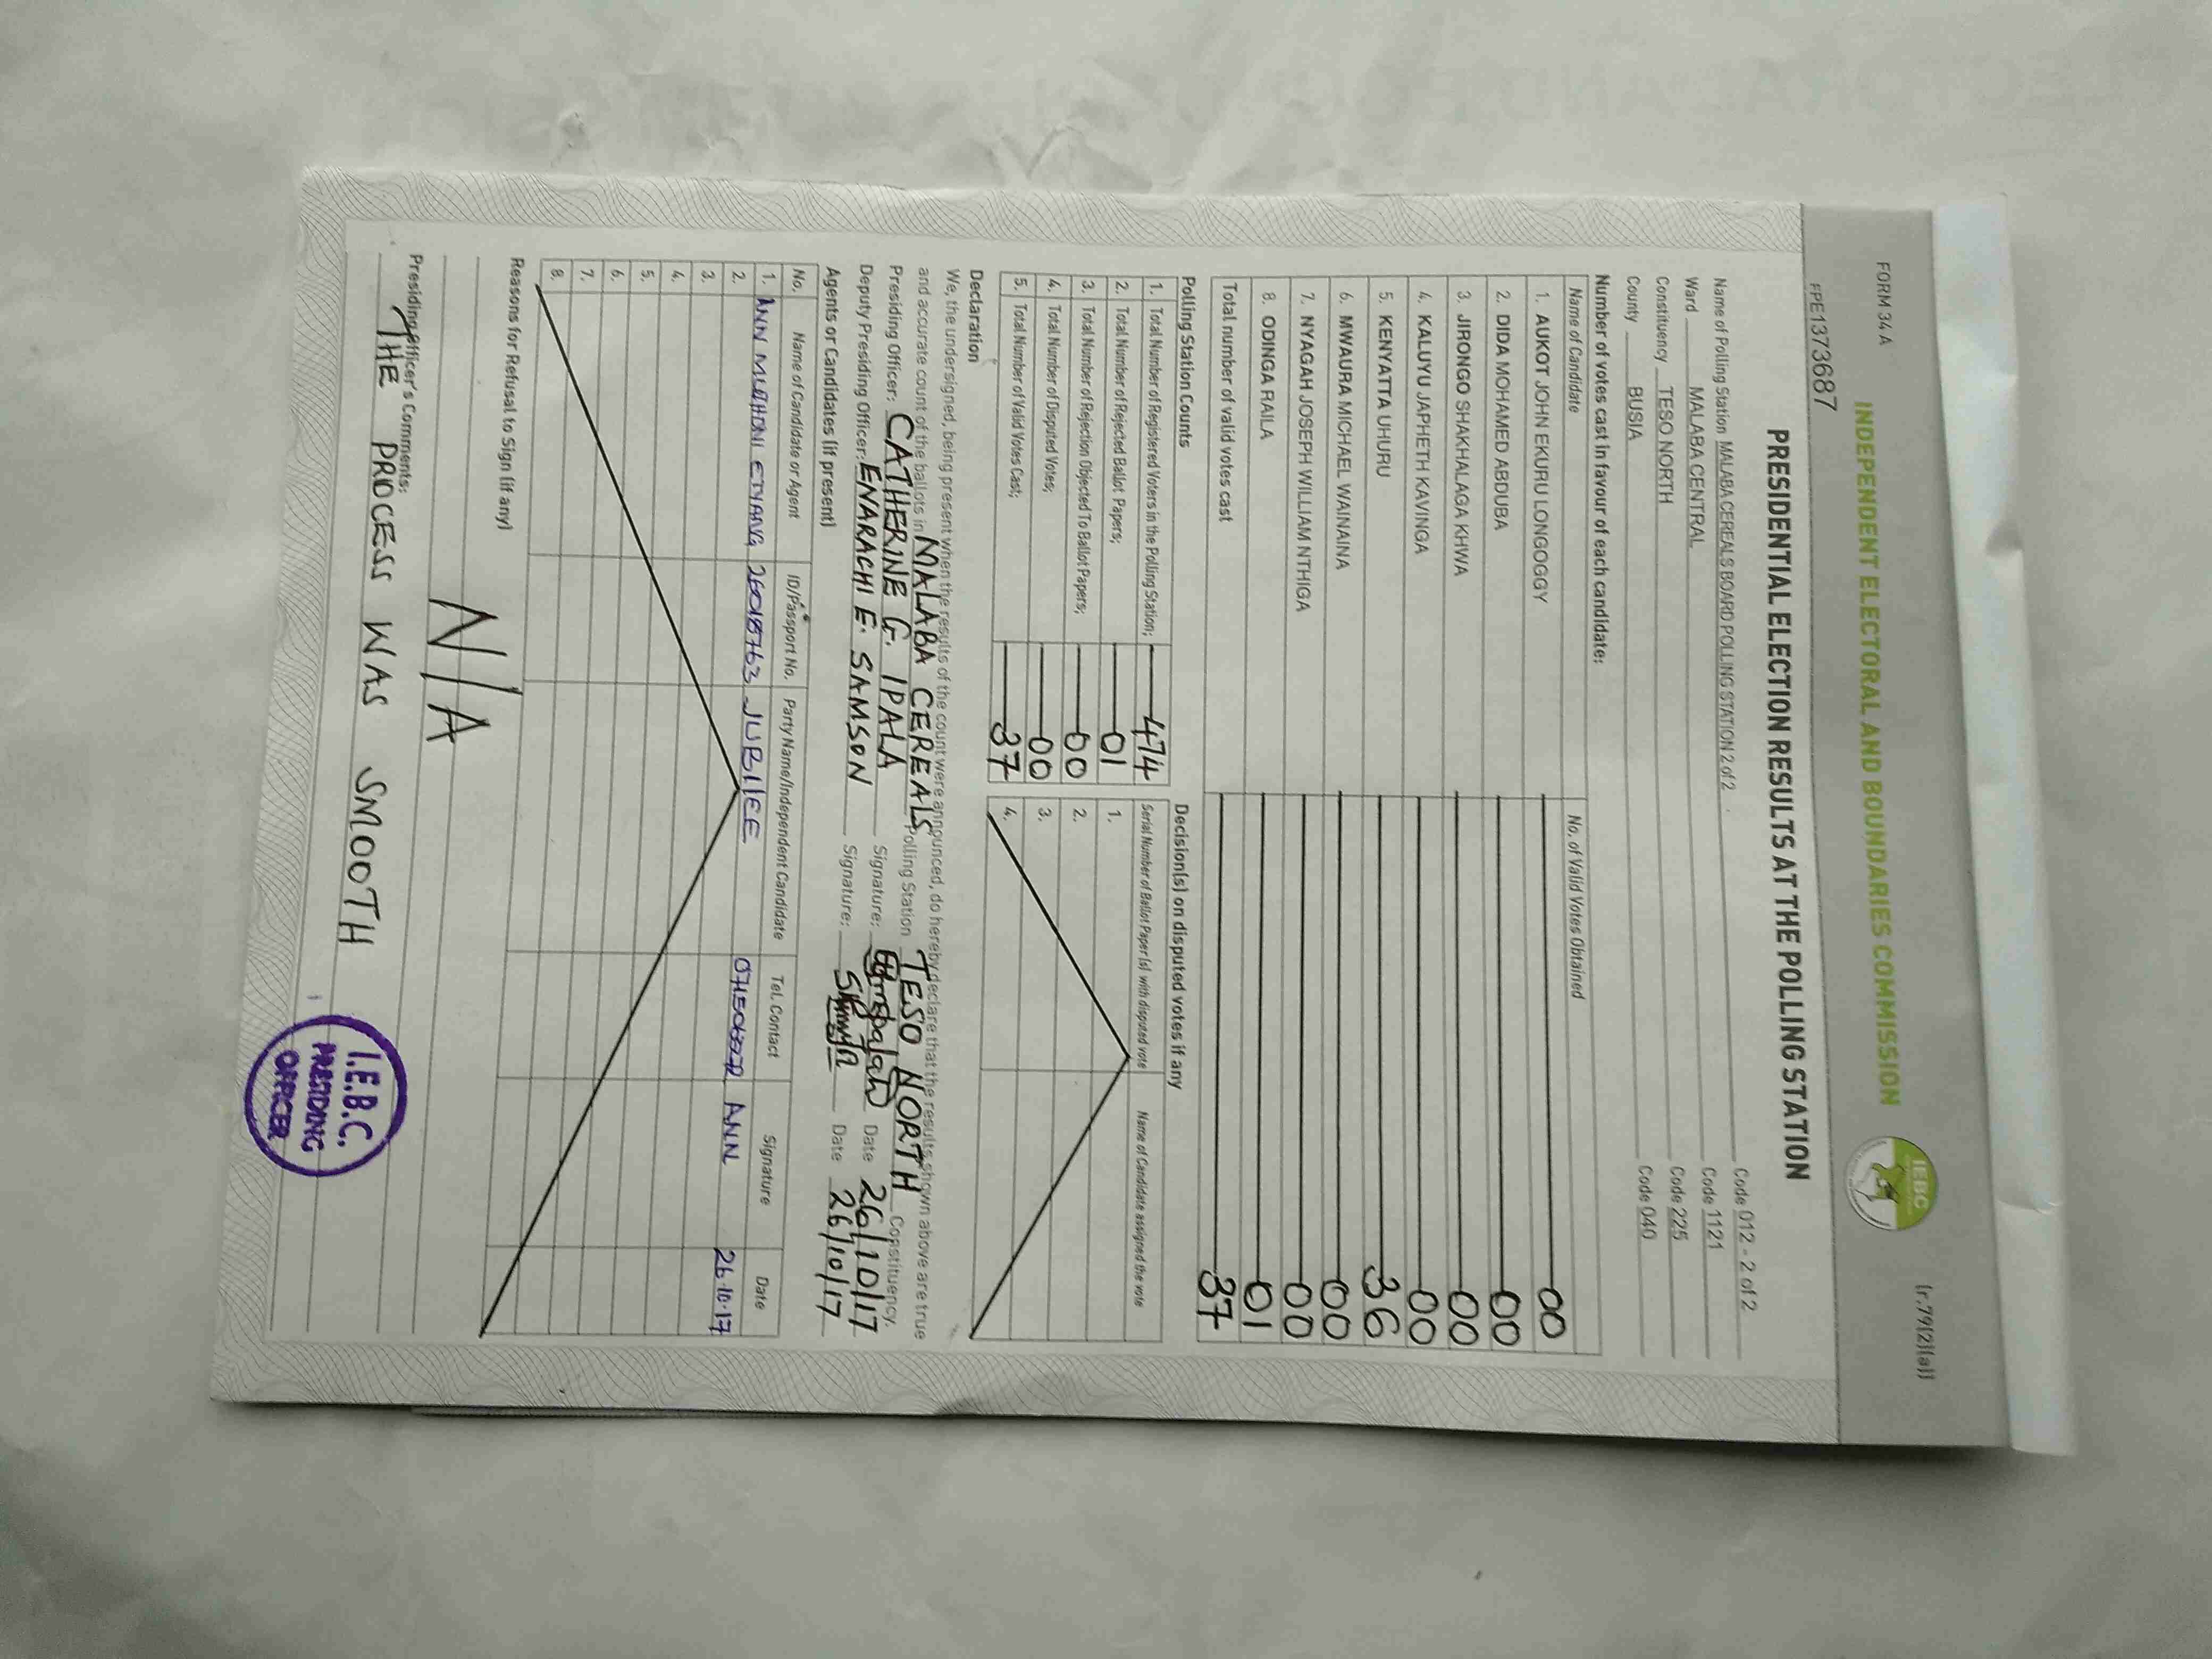 FORM 34 A
(r.79(2)(a))
INDEPENDENT ELECTORAL AND BOUNDARIES COMMISSION
IEBC
FPE1373687
PRESIDENTIAL ELECTION RESULTS AT THE POLLING STATION
Name of Polling Station MALABA CEREALS BOARD POLLING STATION 2 of 2 Code 012 - 2 of 2
Ward MALABA CENTRAL Code 1121
Constituency TESO NORTH Code 225
County BUSIA Code 040
Number of votes cast in favour of each candidate:
Name of Candidate No. of Valid Votes Obtained
1. AUKOT JOHN EKURU LONGOGGY 00
2. DIDA MOHAMED ABDUBA 00
3. JIRONGO SHAKHALAGA KHWA 00
4. KALUYU JAPHETH KAVINGA 00
5. KENYATTA UHURU 36
6. MWAURA MICHAEL WAINAINA 00
7. NYAGAH JOSEPH WILLIAM NTHIGA 00
8. ODINGA RAILA 01
Total number of valid votes cast 37
Polling Station Counts
1. Total Number of Registered Voters in the Polling Station; 474
2. Total Number of Rejected Ballot Papers; 01
3. Total Number of Rejection Objected To Ballot Papers; 00
4. Total Number of Disputed Votes; 00
5. Total Number of Valid Votes Cast; 37
Decision(s) on disputed votes if any
Serial Number of Ballot Paper (s) with disputed vote Name of Candidate assigned the vote
1.
2.
3.
4.
Declaration
We, the undersigned, being present when the results of the count were announced, do hereby declare that the results shown above are true
and accurate count of the ballots in MALABA CEREALS Polling Station TESO NORTH Constituency.
Presiding Officer: CATHERINE G. IPALA Signature: Date 26/10/17
Deputy Presiding Officer: ENARACHI E. SAMSON Signature: Date 26/10/17
Agents or Candidates (if present)
No. Name of Candidate or Agent ID/Passport No. Party Name/Independent Candidate Tel. Contact Signature Date
1. ANN ETYANG 26018763 JUBILEE ANN 26.10.17
2.
3.
4.
5.
6.
7.
8.
Reasons for Refusal to Sign (if any)
N/A
Presiding Officer's Comments:
THE PROCESS WAS SMOOTH
I.E.B.C.
PRESIDING
OFFICER